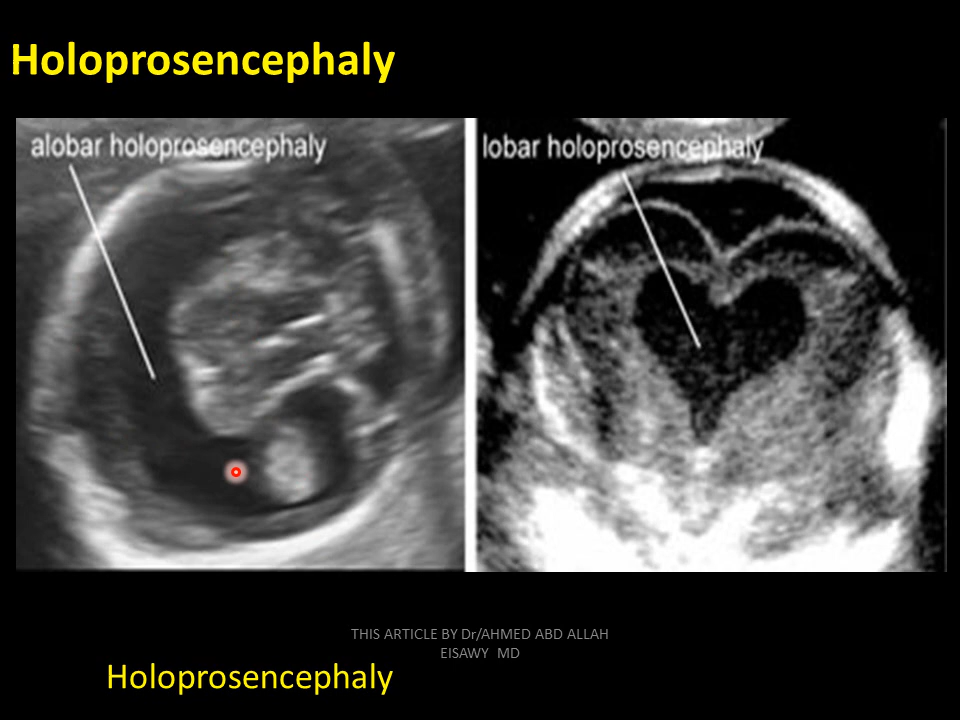 Holoprosencephaly
alobar holoprosencephaly
lobar holoprosencephaly
THIS ARTICLE BY Dr/AHMED ABD ALLAH
EISAWY MD
Holoprosencephaly